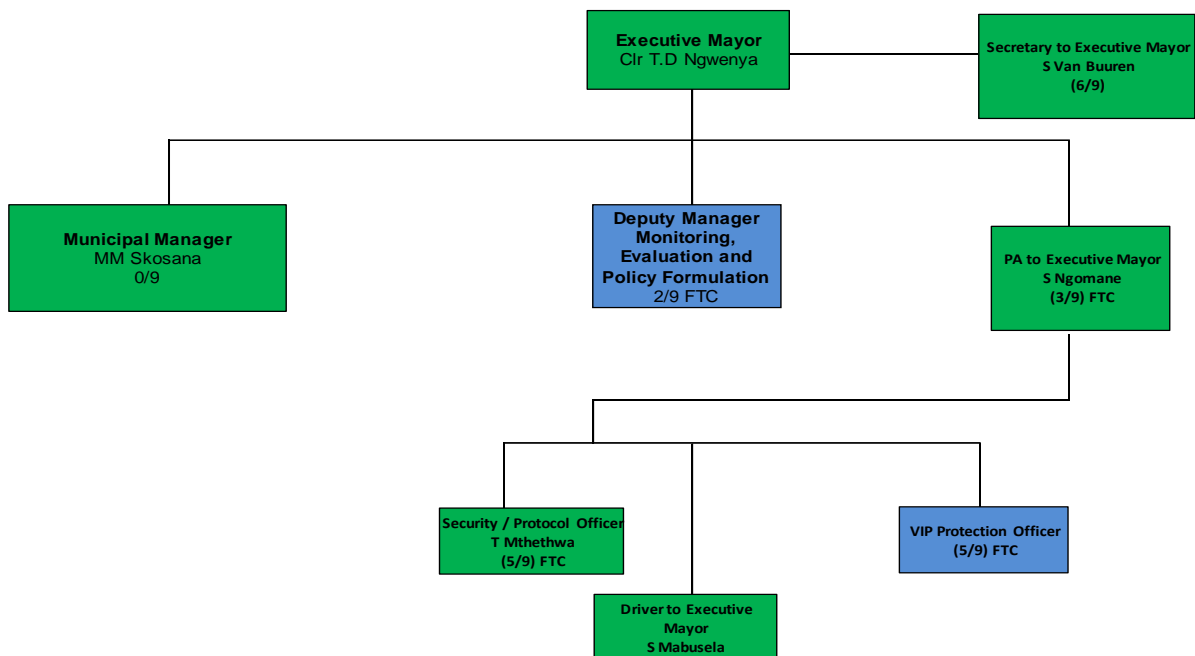 Executive Mayor
Clr T.D Ngwenya
Secretary to Executive Mayor
S Van Buuren
(6/9)
Municipal Manager
MM Skosana
0/9
Deputy Manager
Monitoring,
Evaluation and
Policy Formulation
2/9 FTC
PA to Executive Mayor
S Ngomane
(3/9) FTC
Security / Protocol Officer
T Mthethwa
(5/9) FTC
VIP Protection Officer
(5/9) FTC
Driver to Executive
Mayor
S Mabusela